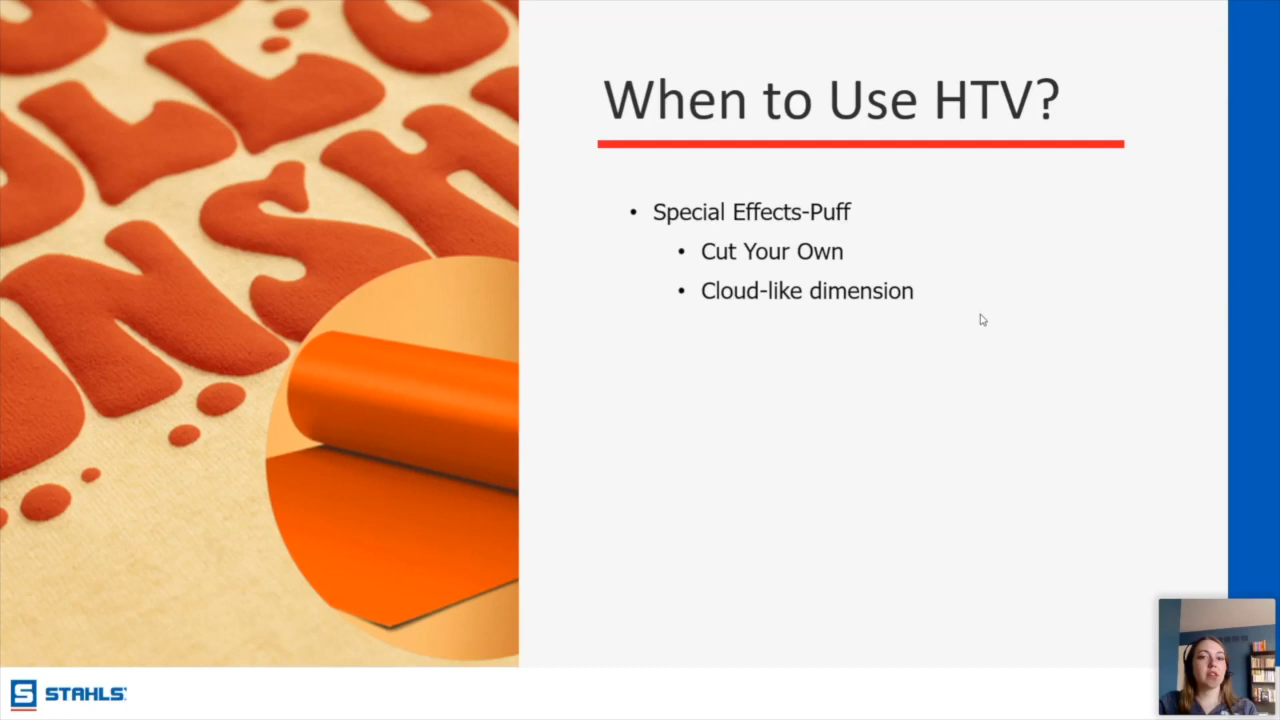 When to Use HTV?
• Special Effects-Puff
• Cut Your Own
• Cloud-like dimension
S STAHLS'